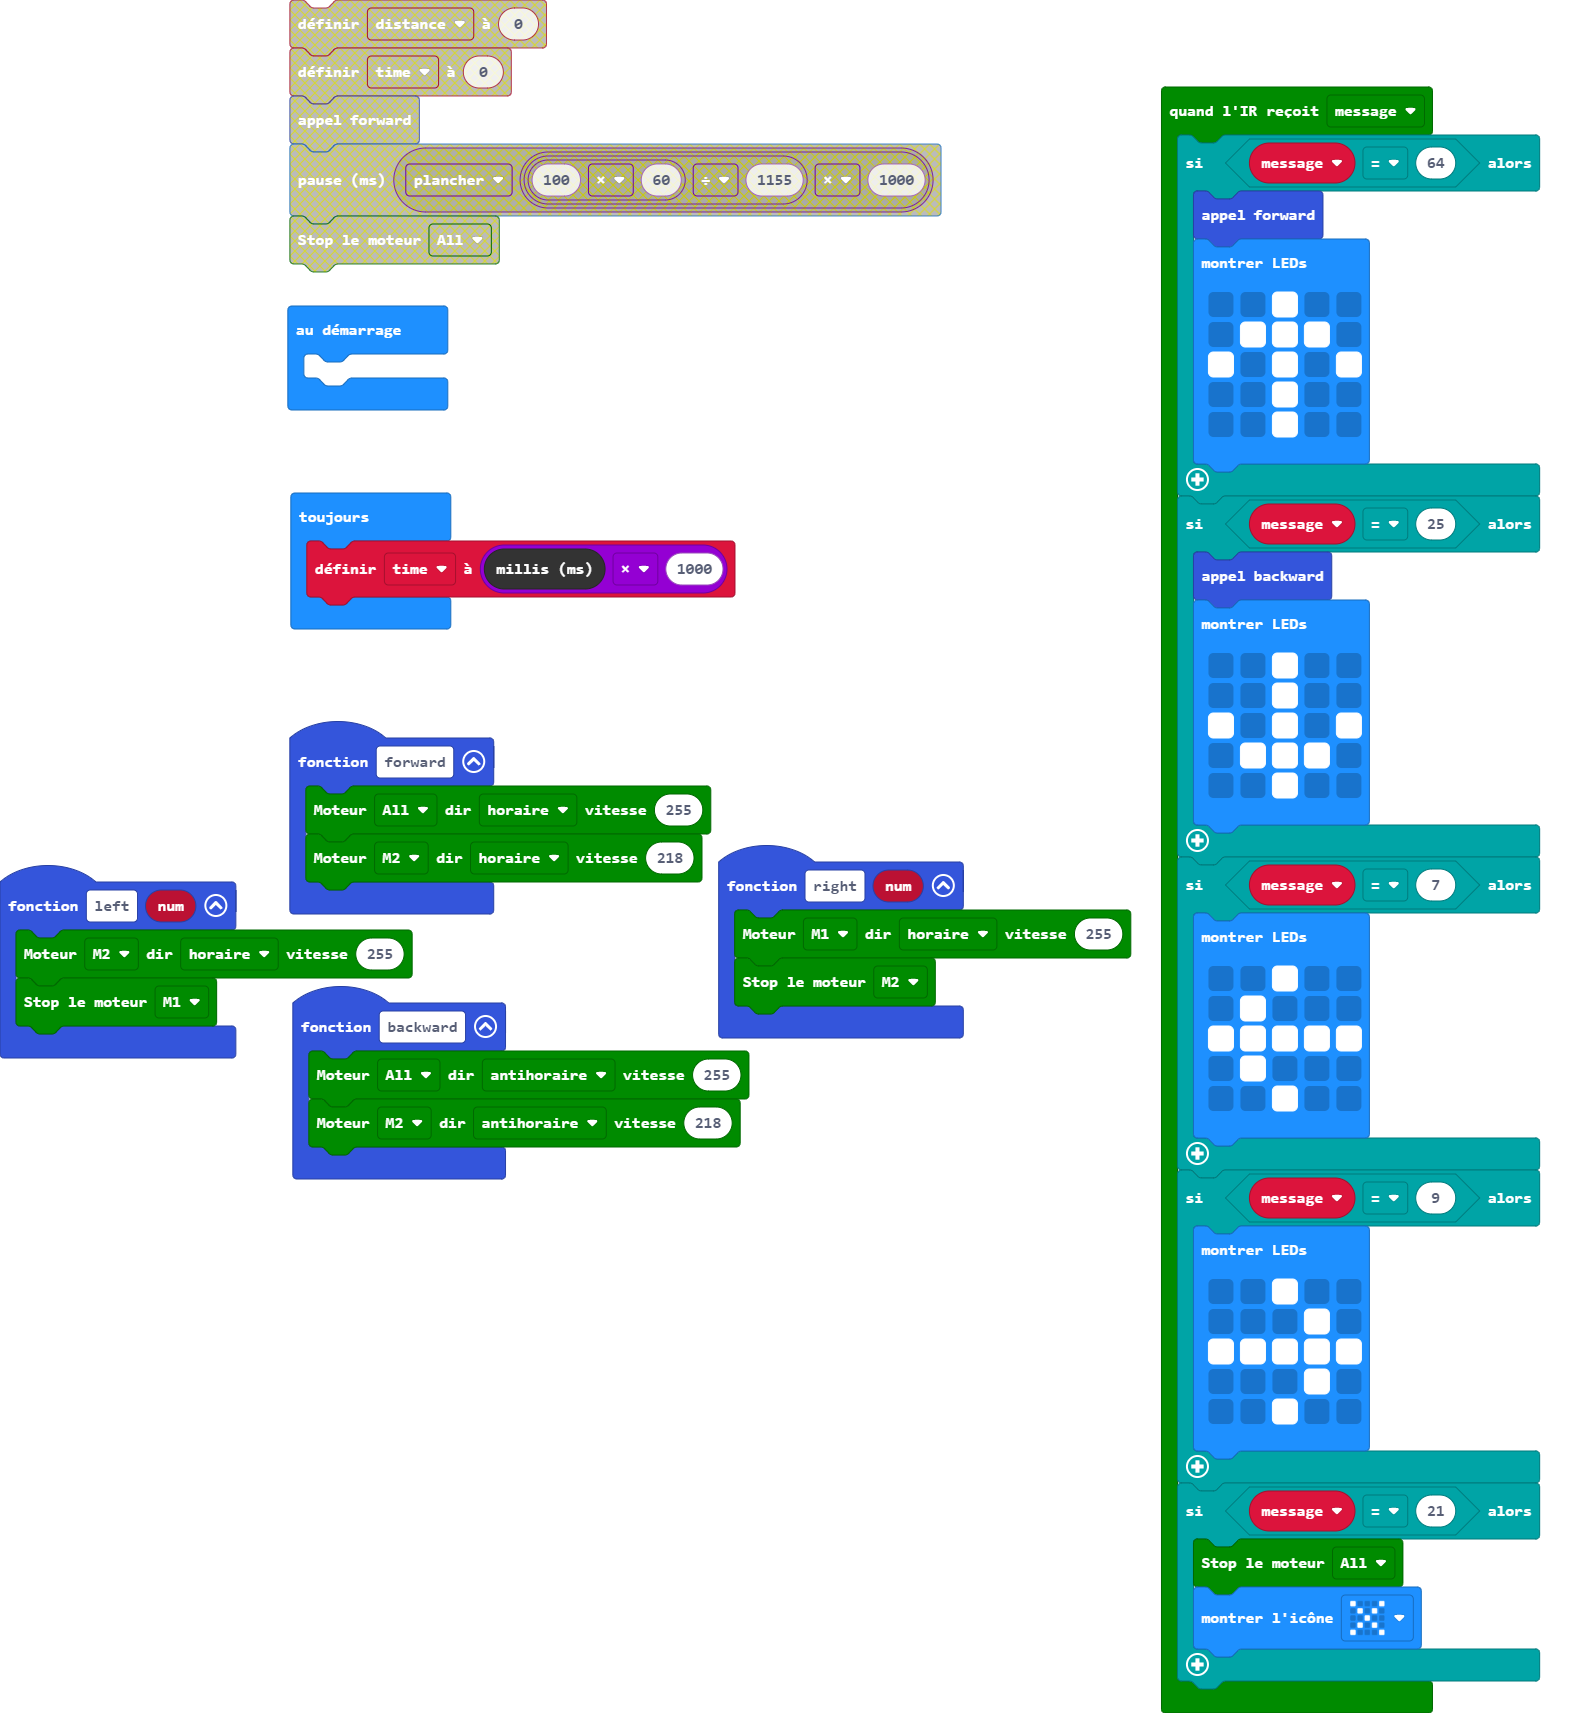 définir distance à 0
définir time à 0
appel forward
pause (ms) plancher 100 × 60 ÷ 1155 × 1000
Stop le moteur All
au démarrage
toujours
définir time à millis (ms) × 1000
fonction forward
Moteur All dir horaire vitesse 255
Moteur M2 dir horaire vitesse 218
fonction left num
Moteur M2 dir horaire vitesse 255
Stop le moteur M1
fonction right num
Moteur M1 dir horaire vitesse 255
Stop le moteur M2
fonction backward
Moteur All dir antihoraire vitesse 255
Moteur M2 dir antihoraire vitesse 218
quand l'IR reçoit message
si message = 64 alors
appel forward
montrer LEDs
si message = 25 alors
appel backward
montrer LEDs
si message = 7 alors
montrer LEDs
si message = 9 alors
montrer LEDs
si message = 21 alors
Stop le moteur All
montrer l'icône